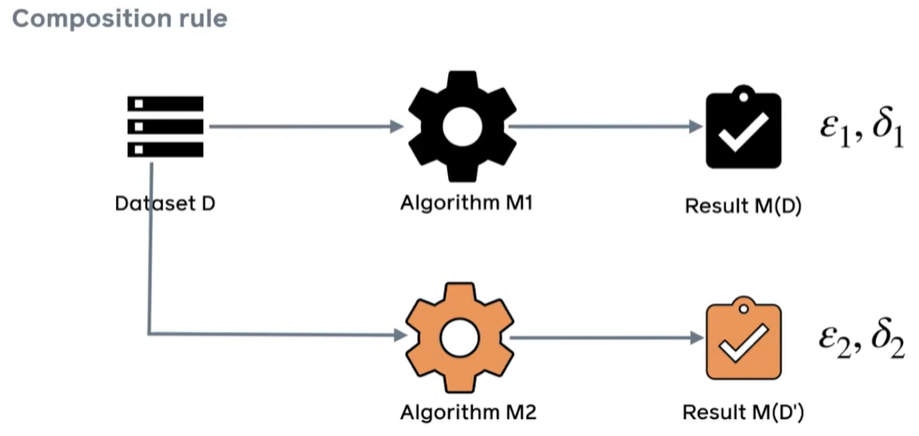 Composition rule
ε₁, δ₁
Dataset D
Algorithm M1
Result M(D)
ε₂, δ₂
Algorithm M2
Result M(D')